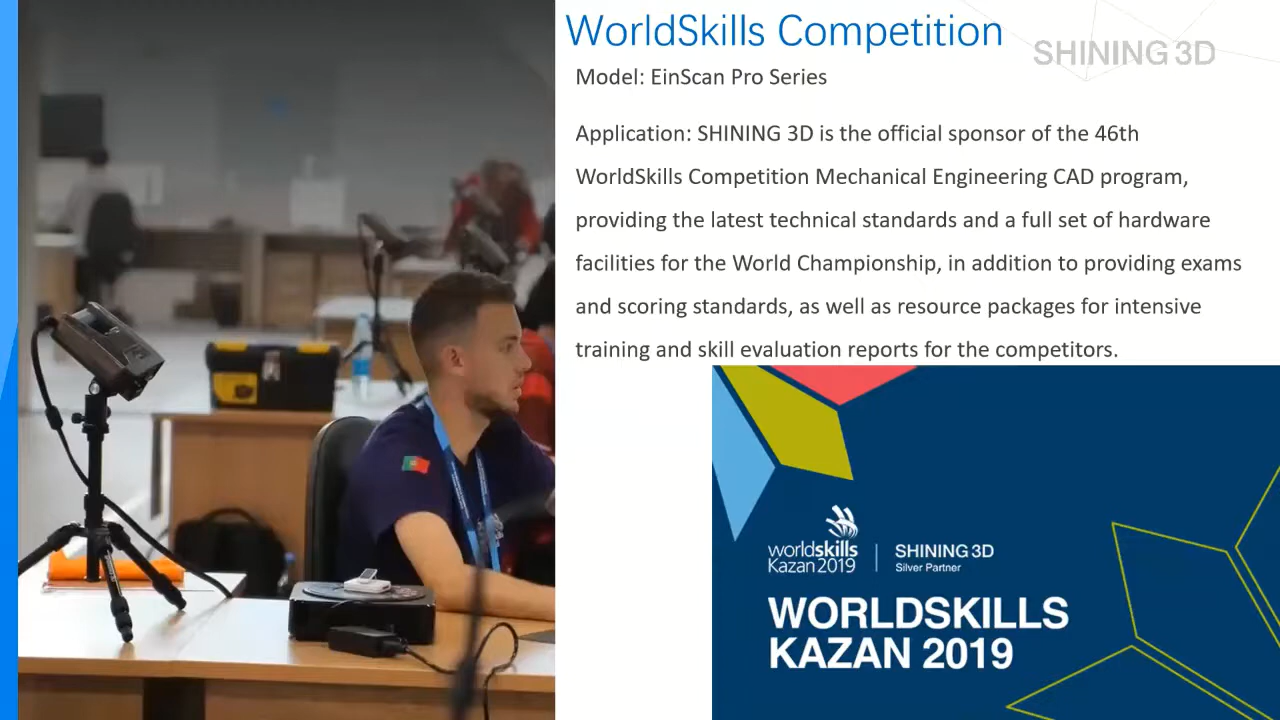 WorldSkills Competition
SHINING 3D
Model: EinScan Pro Series
Application: SHINING 3D is the official sponsor of the 46th
WorldSkills Competition Mechanical Engineering CAD program,
providing the latest technical standards and a full set of hardware
facilities for the World Championship, in addition to providing exams
and scoring standards, as well as resource packages for intensive
training and skill evaluation reports for the competitors.
worldskills
Kazan 2019
SHINING 3D
Silver Partner
WORLDSKILLS
KAZAN 2019